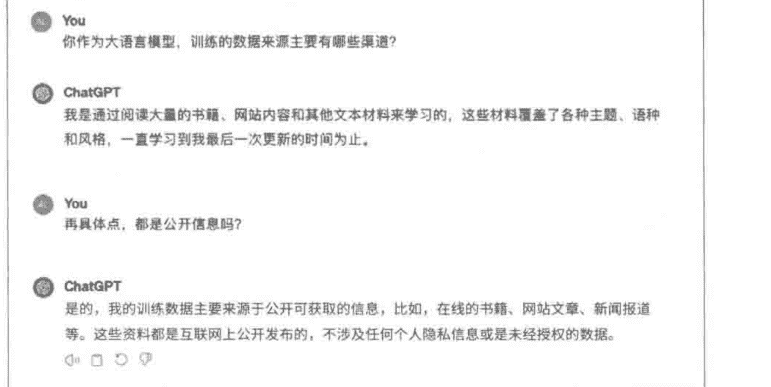 You
你作为大语言模型，训练的数据来源主要有哪些渠道？
ChatGPT
我是通过阅读大量的书籍、网站内容和其他文本材料来学习的，这些材料覆盖了各种主题、语种
和风格，一直学习到我最后一次更新的时间为止。
You
再具体点，都是公开信息吗？
ChatGPT
是的，我的训练数据主要来源于公开可获取的信息，比如，在线的书籍、网站文章、新闻报道
等。这些资料都是互联网上公开发布的，不涉及任何个人隐私信息或是未经授权的数据。